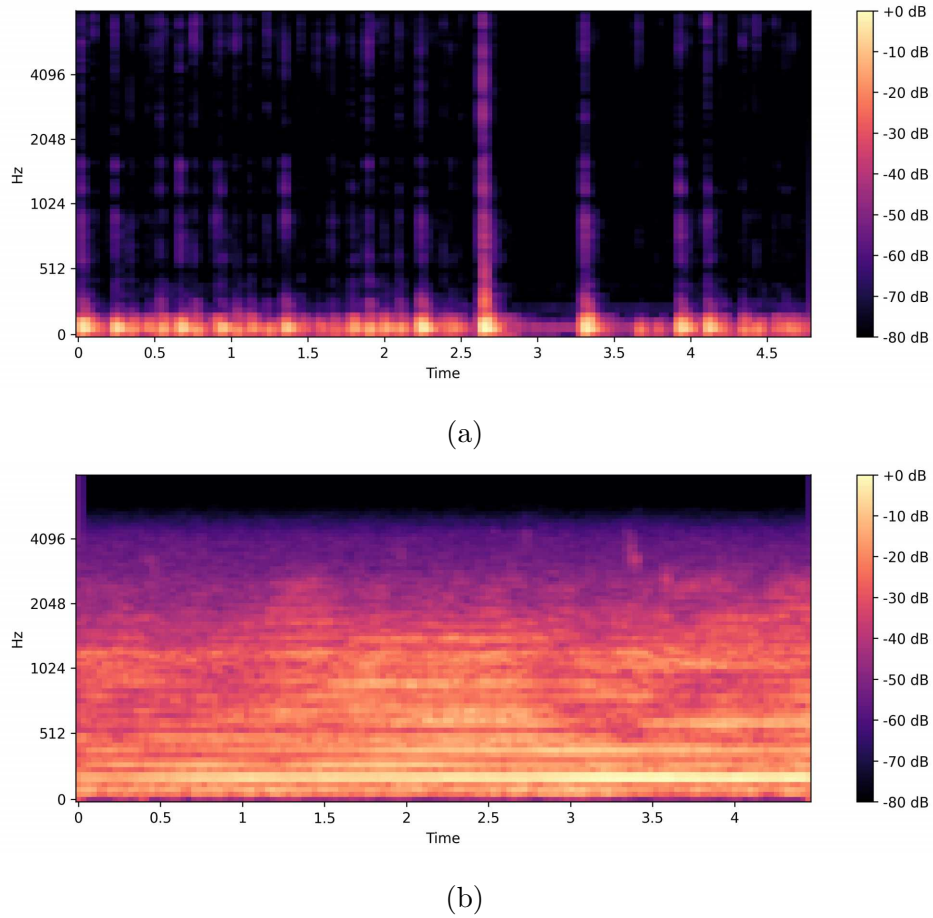 +0 dB
-10 dB
-20 dB
-30 dB
-40 dB
-50 dB
-60 dB
-70 dB
-80 dB
Hz
4096
2048
1024
512
0
0 0.5 1 1.5 2 2.5 3 3.5 4 4.5
Time
(a)
+0 dB
-10 dB
-20 dB
-30 dB
-40 dB
-50 dB
-60 dB
-70 dB
-80 dB
Hz
4096
2048
1024
512
0
0 0.5 1 1.5 2 2.5 3 3.5 4
Time
(b)